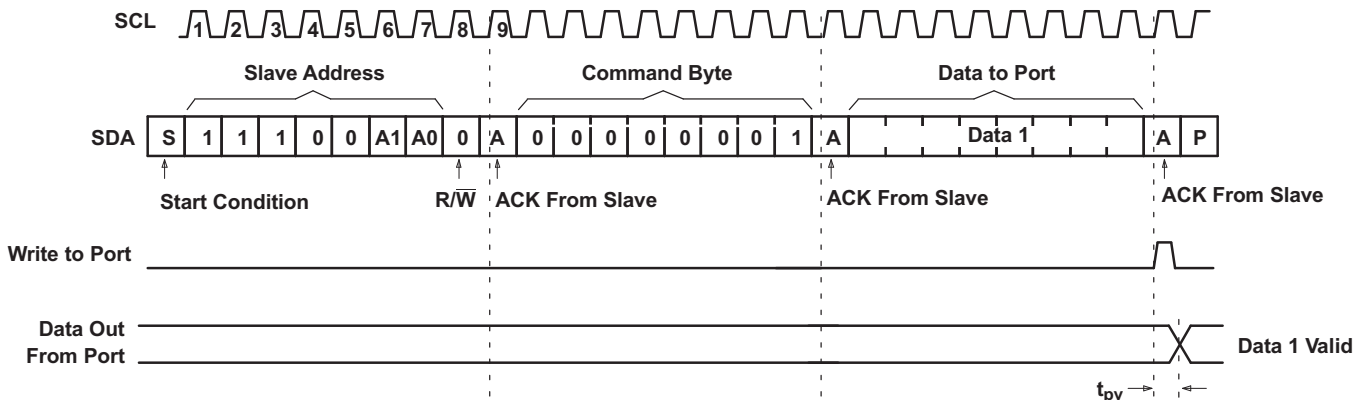 SCL 1 2 3 4 5 6 7 8 9
Slave Address Command Byte Data to Port
SDA S 1 1 1 0 0 A1 A0 0 A 0 0 0 0 0 0 0 1 A Data 1 A P
Start Condition R/W̅ ACK From Slave ACK From Slave ACK From Slave
Write to Port
Data Out
From Port
Data 1 Valid
tpv